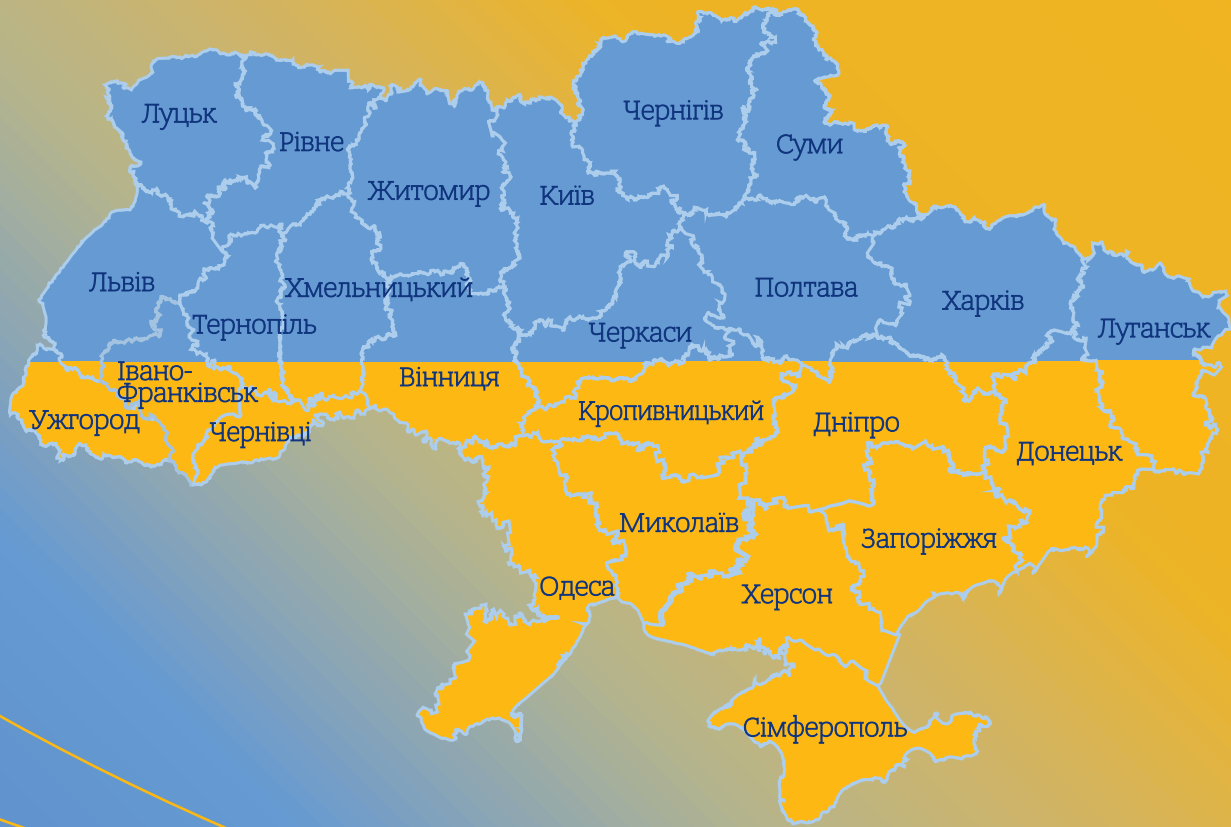 Чернігів
Луцьк
Рівне
Суми
Житомир
Київ
Львів
Хмельницький
Полтава
Харків
Тернопіль
Черкаси
Луганськ
Івано-
Франківськ
Вінниця
Ужгород
Чернівці
Кропивницький
Дніпро
Донецьк
Миколаїв
Запоріжжя
Одеса
Херсон
Сімферополь